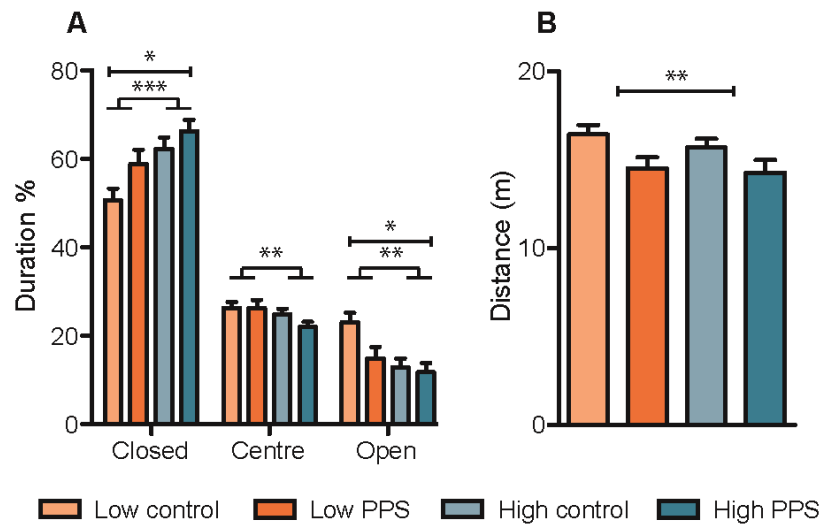 A
B
Duration %
80
60
40
20
0
*
***
**
*
**
Closed
Centre
Open
Distance (m)
20
10
0
**
Low control
Low PPS
High control
High PPS